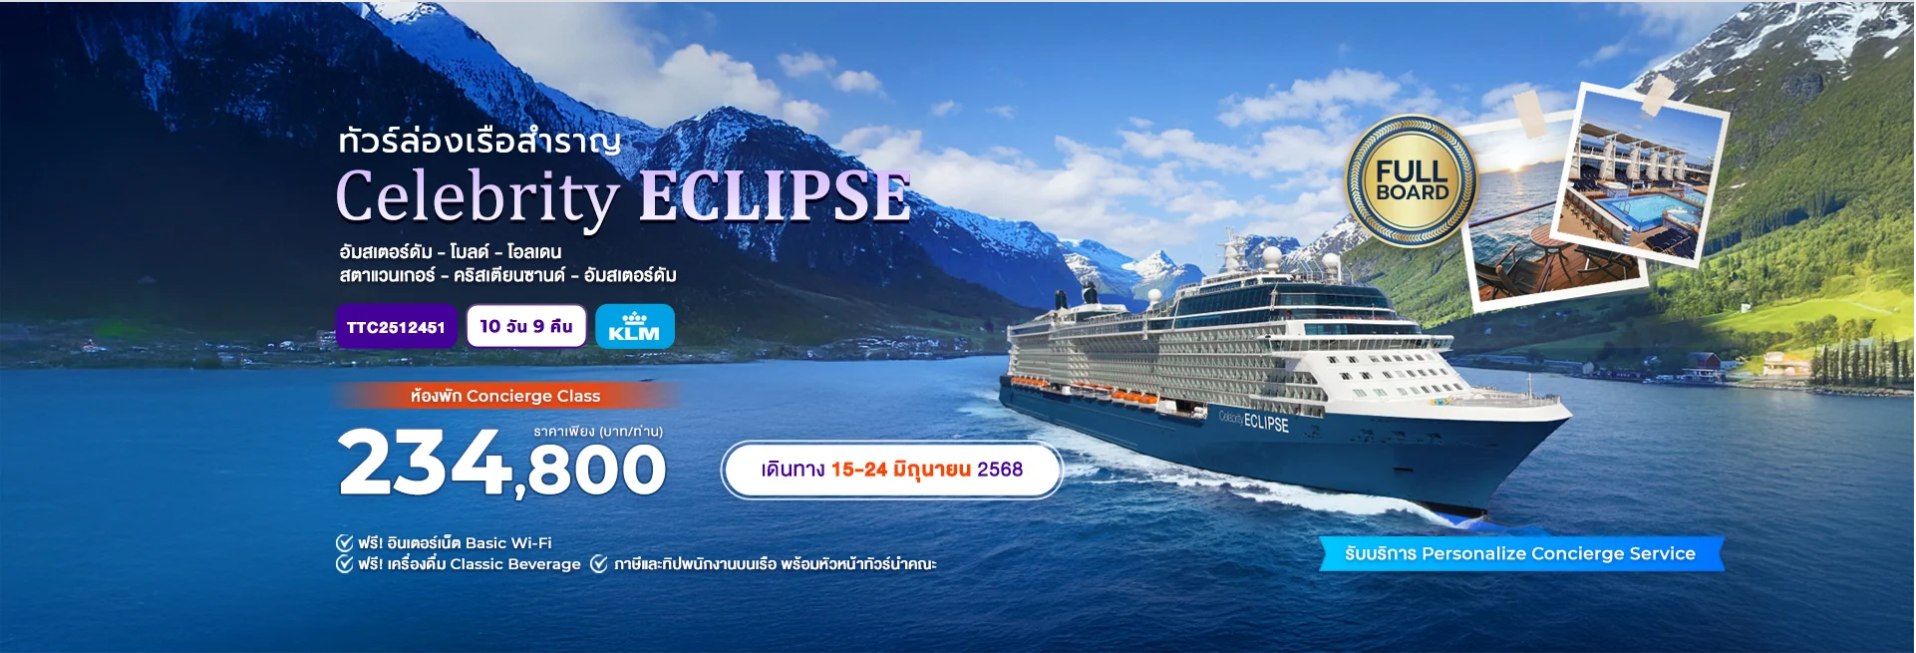 ทัวร์ล่องเรือสำราญ
Celebrity ECLIPSE
อัมสเตอร์ดัม - โมลด์ - โอลเดน
สตาแวนเกอร์ - คริสเตียนซานด์ - อัมสเตอร์ดัม
TTC2512451
10 วัน 9 คืน
KLM
ห้องพัก Concierge Class
ราคาเพียง (บาท/ท่าน)
234,800
เดินทาง 15-24 มิถุนายน 2568
ฟรี! อินเตอร์เน็ต Basic Wi-Fi
ฟรี! เครื่องดื่ม Classic Beverage ภาษีและทิปพนักงานบนเรือ พร้อมหัวหน้าทัวร์นำคณะ
FULL
BOARD
Celebrity ECLIPSE
รับบริการ Personalize Concierge Service